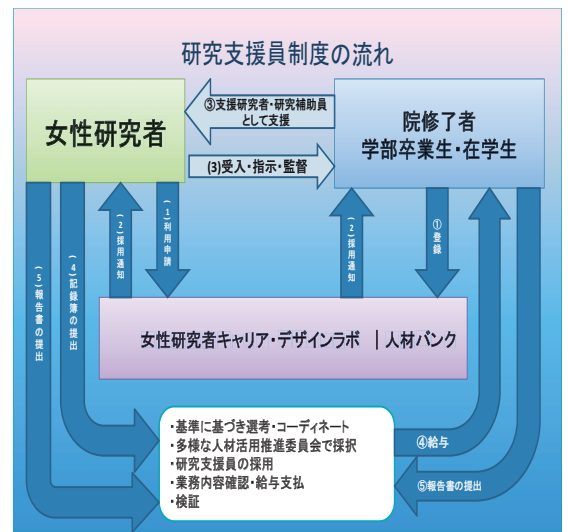 研究支援員制度の流れ
女性研究者
③支援研究者・研究補助員
として支援
院修了者
学部卒業生・在学生
(3)受入・指示・監督
(5)報告書の提出
(4)記録簿の提出
(2)採用通知
(1)利用申請
(2)採用通知
①登録
女性研究者キャリア・デザインラボ ｜人材バンク
・基準に基づき選考・コーディネート
・多様な人材活用推進委員会で採択
・研究支援員の採用
・業務内容確認・給与支払
・検証
④給与
⑤報告書の提出